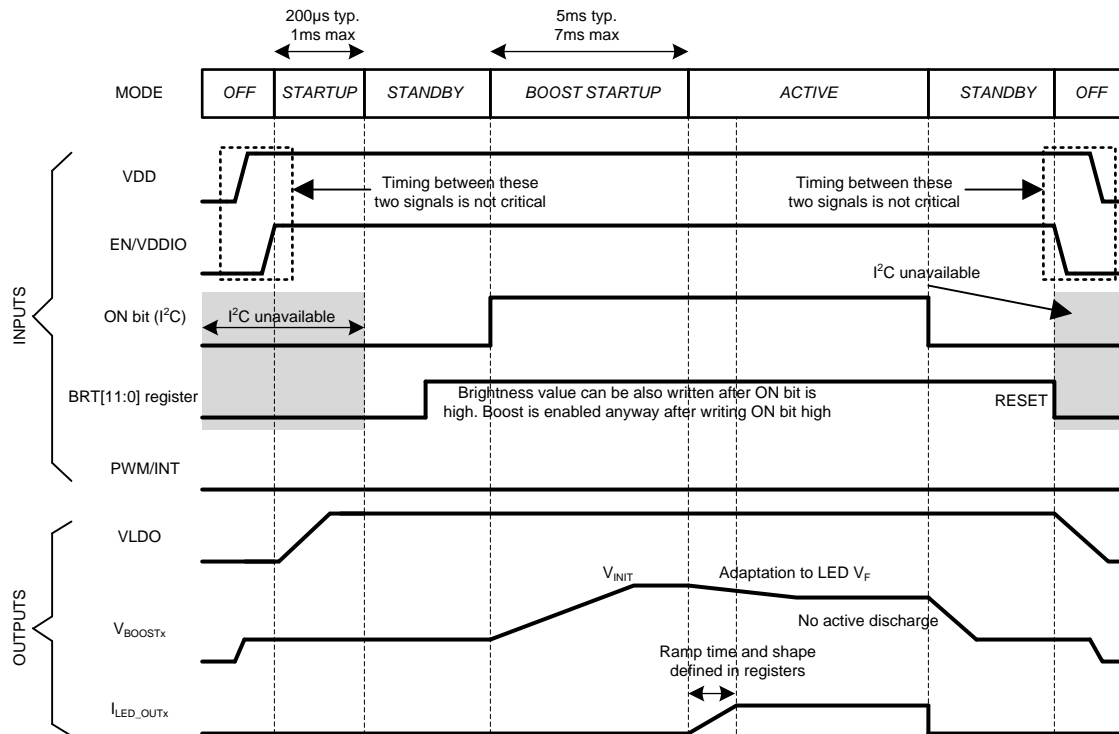 200µs typ.
1ms max
5ms typ.
7ms max
MODE
OFF
STARTUP
STANDBY
BOOST STARTUP
ACTIVE
STANDBY
OFF
INPUTS
VDD
Timing between these
two signals is not critical
Timing between these
two signals is not critical
EN/VDDIO
I²C unavailable
ON bit (I²C)
I²C unavailable
BRT[11:0] register
Brightness value can be also written after ON bit is
high. Boost is enabled anyway after writing ON bit high
RESET
PWM/INT
OUTPUTS
VLDO
V_INIT
Adaptation to LED V_F
V_BOOSTx
No active discharge
Ramp time and shape
defined in registers
I_LED_OUTx